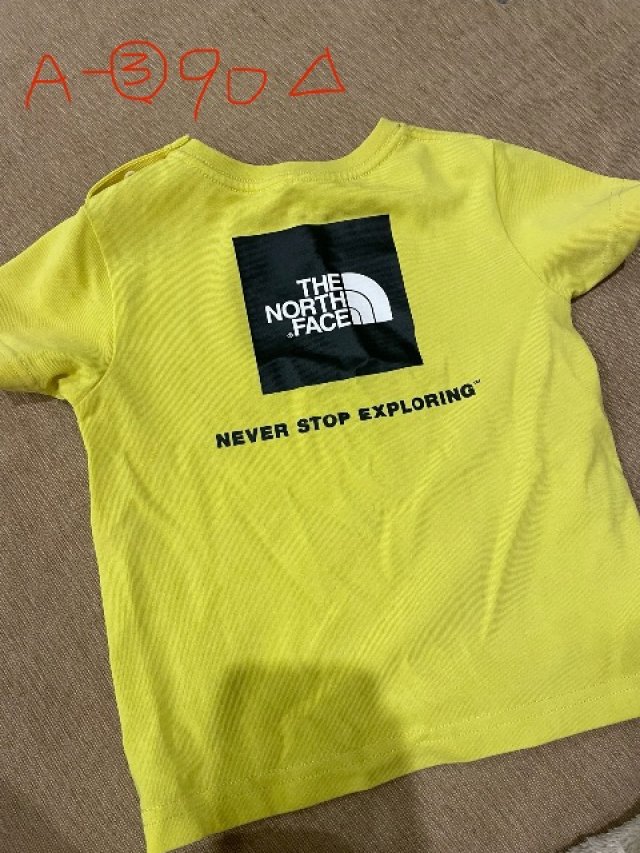 A-③90△
THE
NORTH
FACE®
NEVER STOP EXPLORING™